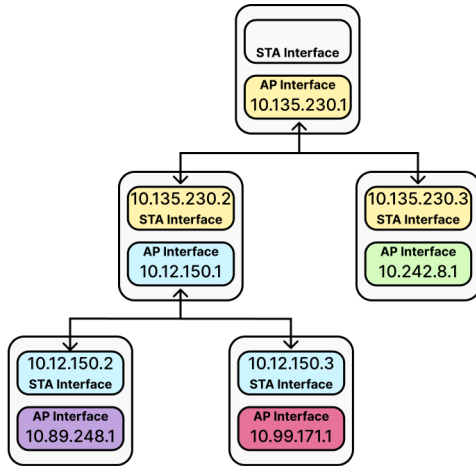 STA Interface
AP Interface
10.135.230.1
10.135.230.2
STA Interface
AP Interface
10.12.150.1
10.135.230.3
STA Interface
AP Interface
10.242.8.1
10.12.150.2
STA Interface
AP Interface
10.89.248.1
10.12.150.3
STA Interface
AP Interface
10.99.171.1